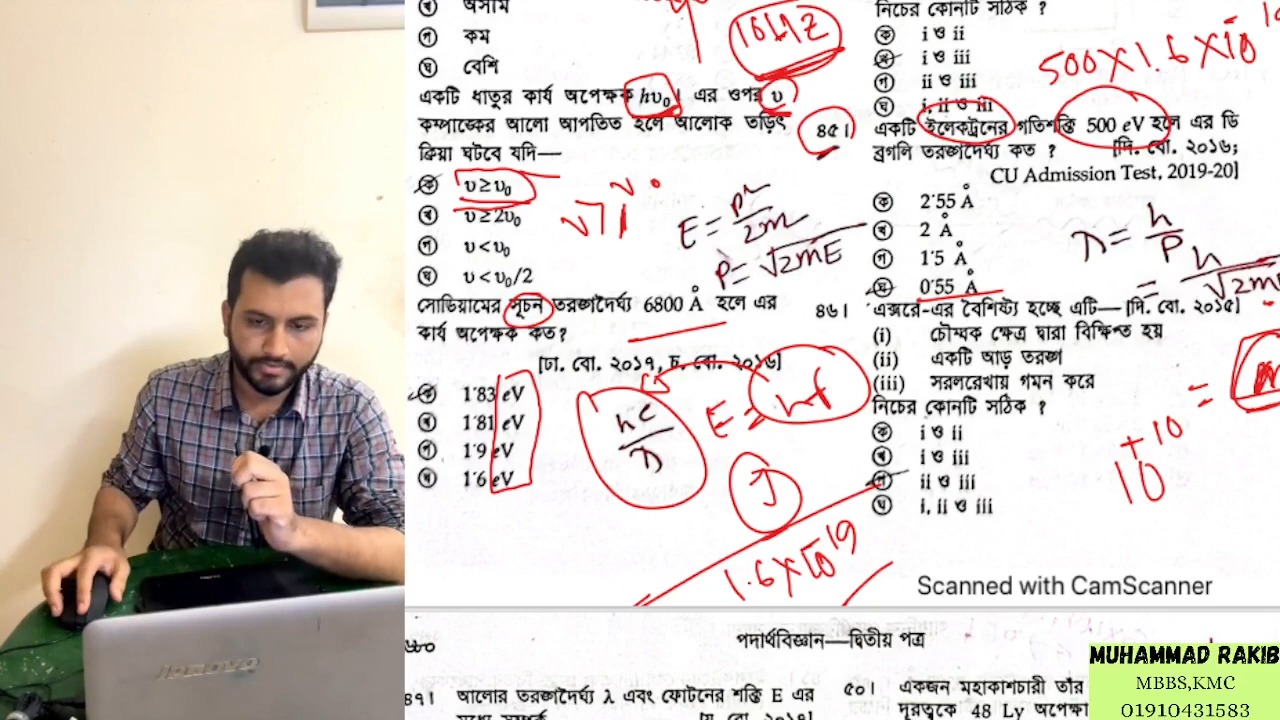 খ অসীম
গ কম
ঘ বেশি
একটি ধাতুর কার্য অপেক্ষক hυ₀। এর ওপর υ
কম্পাঙ্কের আলো আপতিত হলে আলোক তড়িৎ
ক্রিয়া ঘটবে যদি—
ক υ≥υ₀
খ υ≥2υ₀
গ υ<υ₀
ঘ υ<υ₀/2
সোডিয়ামের সূচন তরঙ্গদৈর্ঘ্য 6800 Å হলে এর
কার্য অপেক্ষক কত?
[ঢা. বো. ২০১৭, চ. বো. ২০১৬]
ক 1·83 eV
খ 1·81 eV
গ 1·9 eV
ঘ 1·6 eV
E = p²/2m
P = √2mE
hc/λ
E = hf
J
1.6×10^19
নিচের কোনটি সঠিক ?
ক i ও ii
খ i ও iii
গ ii ও iii
ঘ i, ii ও iii
500×1.6×10
৪৫। একটি ইলেকট্রনের গতিশক্তি 500 eV হলে এর ডি
ব্রগলি তরঙ্গদৈর্ঘ্য কত ? [দি. বো. ২০১৬;
CU Admission Test, 2019-20]
ক 2·55 Å
খ 2 Å
গ 1·5 Å
ঘ 0·55 Å
λ = h/P
= h/√2m
৪৬। এক্সরে-এর বৈশিষ্ট্য হচ্ছে এটি— [দি. বো. ২০১৫]
(i) চৌম্বক ক্ষেত্র দ্বারা বিক্ষিপ্ত হয়
(ii) একটি আড় তরঙ্গ
(iii) সরলরেখায় গমন করে
নিচের কোনটি সঠিক ?
ক i ও ii
খ i ও iii
গ ii ও iii
ঘ i, ii ও iii
10^+10
Scanned with CamScanner
৬৮০ পদার্থবিজ্ঞান—দ্বিতীয় পত্র
৪৭। আলোর তরঙ্গদৈর্ঘ্য λ এবং ফোটনের শক্তি E এর
৫০। একজন মহাকাশচারী তাঁর
দূরত্বকে 48 Ly অপেক্ষা
MUHAMMAD RAKIB
MBBS,KMC
01910431583
lenovo